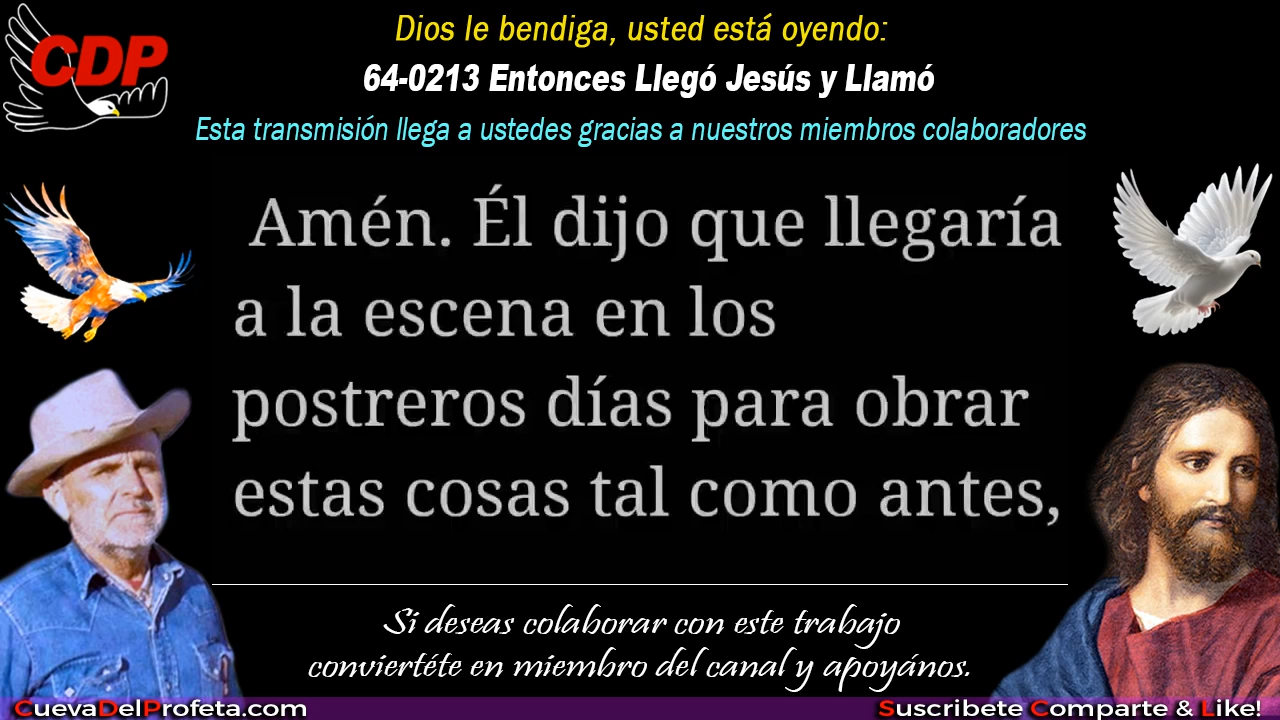 CDP
Dios le bendiga, usted está oyendo:
64-0213 Entonces Llegó Jesús y Llamó
Esta transmisión llega a ustedes gracias a nuestros miembros colaboradores
Amén. Él dijo que llegaría
a la escena en los
postreros días para obrar
estas cosas tal como antes,
Si deseas colaborar con este trabajo
conviertéte en miembro del canal y apoyános.
CuevaDelProfeta.com
Suscribete Comparte & Like!